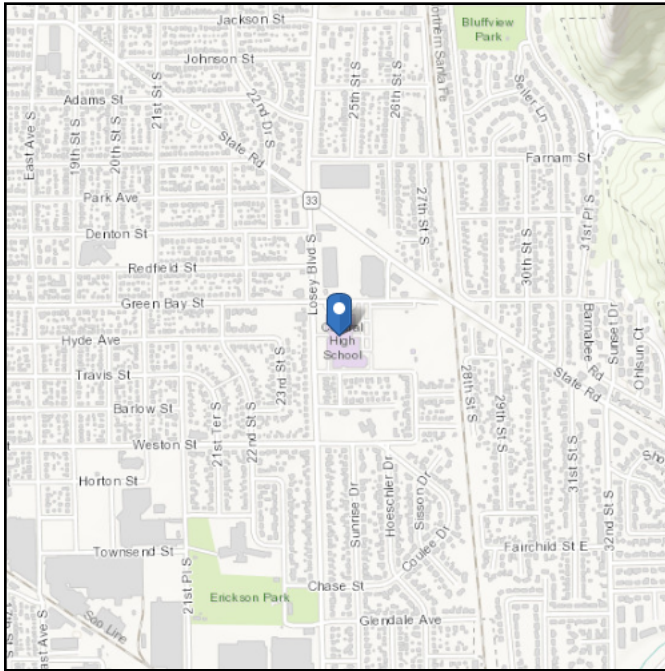 Jackson St
Bluffview
Park
Johnson St
21st St S
22nd Dr S
25th St S
26th St S
Northern Santa Fe
Seiler Ln
Adams St
East Ave S
19th St S
20th St S
State Rd
Farnam St
Park Ave
33
27th St S
31st Pl S
Denton St
Losey Blvd S
30th St S
Redfield St
Green Bay St
Hyde Ave
High
School
Barnabee Rd
Sunset Dr
Ohlsun Ct
Travis St
23rd St S
28th St S
State Rd
Barlow St
21st Ter S
22nd St S
29th St S
31st St S
Weston St
Horton St
Sunrise Dr
Hoeschler Dr
Sisson Dr
32nd St S
Townsend St
Coulee Dr
Fairchild St E
21st Pl S
Chase St
Erickson Park
Soo Line
Glendale Ave